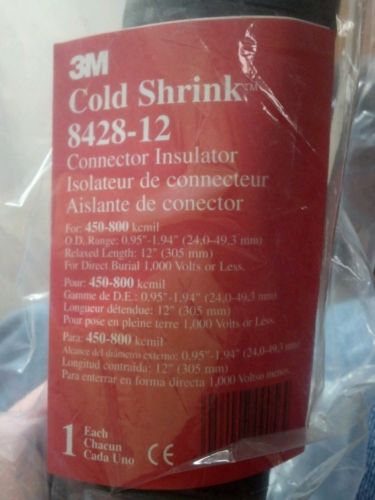 3M
Cold Shrink™
8428-12
Connector Insulator
Isolateur de connecteur
Aislante de conector
For: 450-800 kcmil
O.D. Range: 0.95"-1.94" (24,0-49,3 mm)
Relaxed Length: 12" (305 mm)
For Direct Burial 1,000 Volts or Less.
Pour: 450-800 kcmil
Gamme de D.E.: 0.95"-1.94" (24,0-49,3 mm)
Longueur détendue: 12" (305 mm)
Pour pose en pleine terre 1,000 Volts or Less.
Para: 450-800 kcmil
Alcance del diámetro externo: 0,95"-1.94" (24,0-49,3 mm)
Longitud contraida: 12" (305 mm)
Para enterrar en forma directa 1,000 Voltso menos.
1 Each
Chacun
Cada Uno
CE